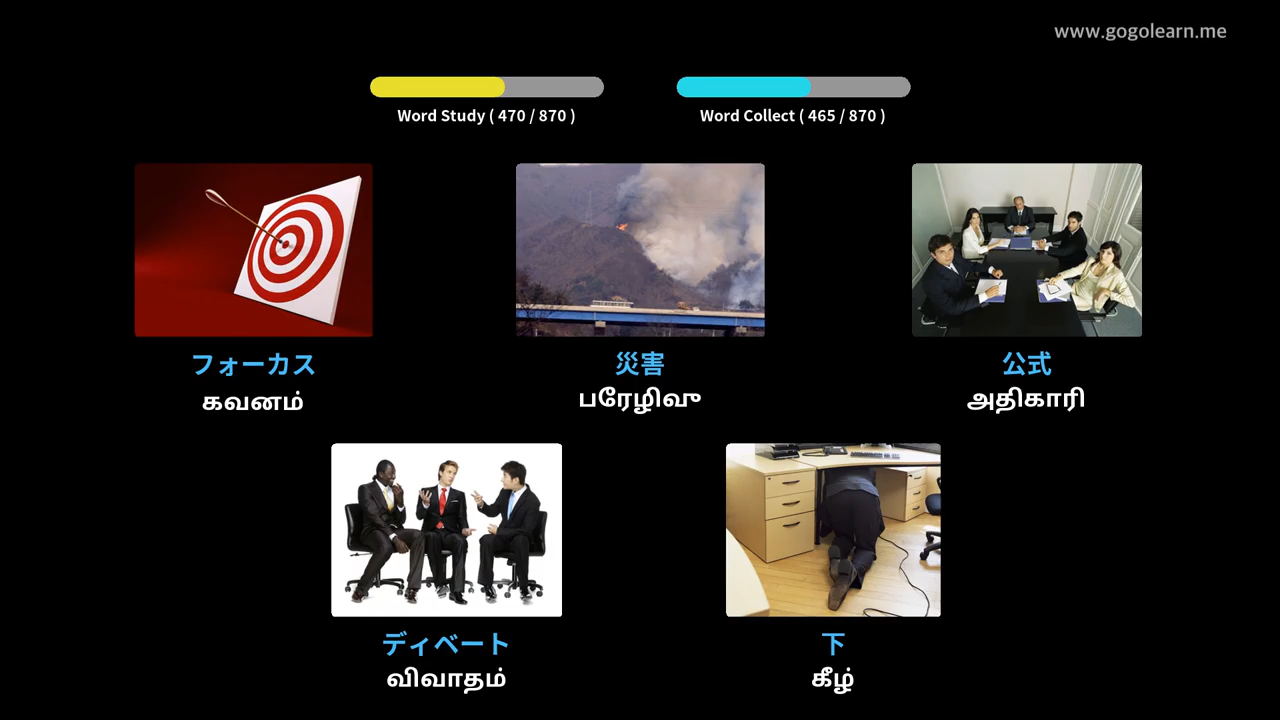 www.gogolearn.me
Word Study ( 470 / 870 )
Word Collect ( 465 / 870 )
フォーカス
கவனம்
災害
பரேழிவு
公式
அதிகாரி
ディベート
விவாதம்
下
கீழ்